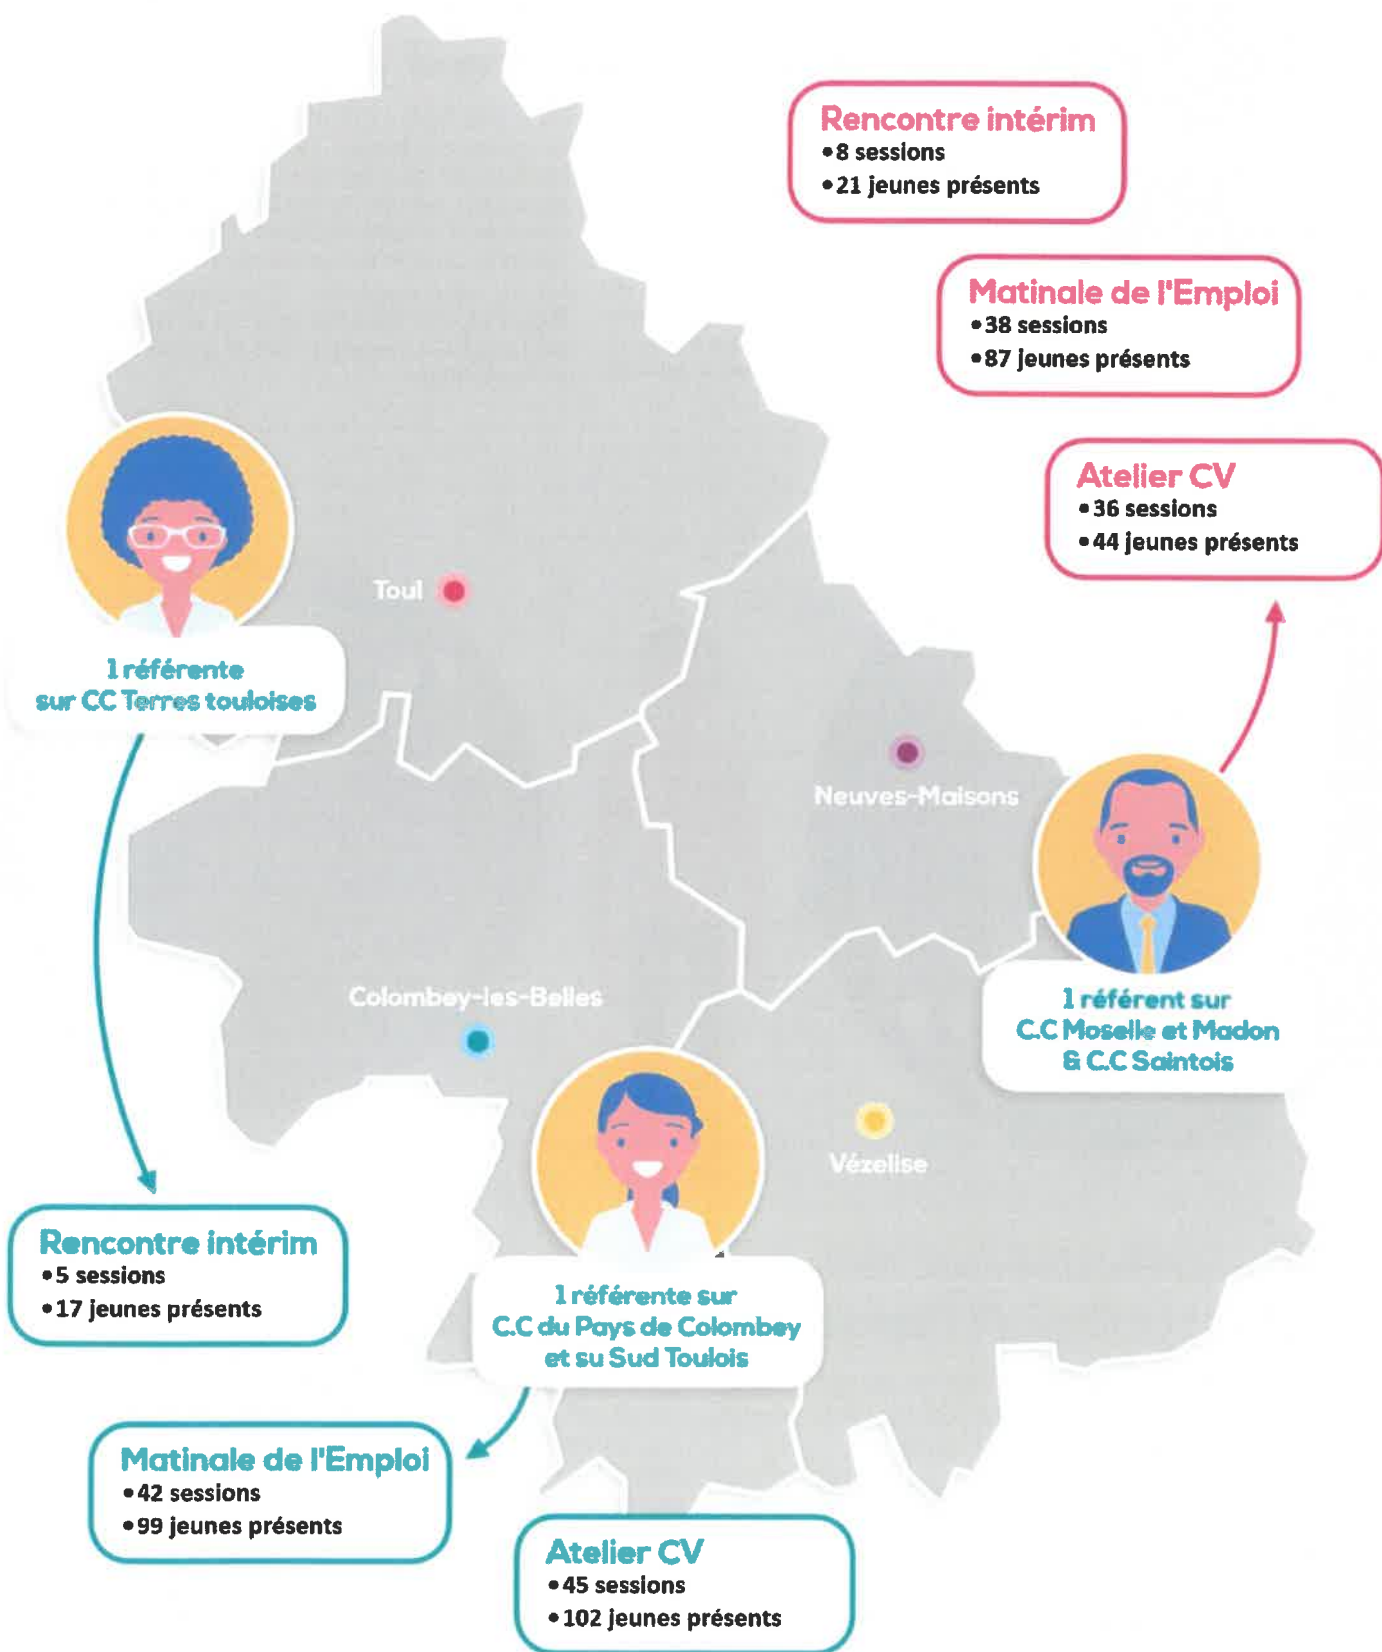 Rencontre intérim
•8 sessions
•21 jeunes présents
Matinale de l'Emploi
•38 sessions
•87 jeunes présents
Atelier CV
•36 sessions
•44 jeunes présents
Toul
1 référente
sur CC Terres touloises
Neuves-Maisons
Colombey-les-Belles
1 référent sur
C.C Moselle et Madon
& C.C Saintois
Vézelise
Rencontre intérim
•5 sessions
•17 jeunes présents
1 référente sur
C.C du Pays de Colombey
et su Sud Toulois
Matinale de l'Emploi
•42 sessions
•99 jeunes présents
Atelier CV
•45 sessions
•102 jeunes présents